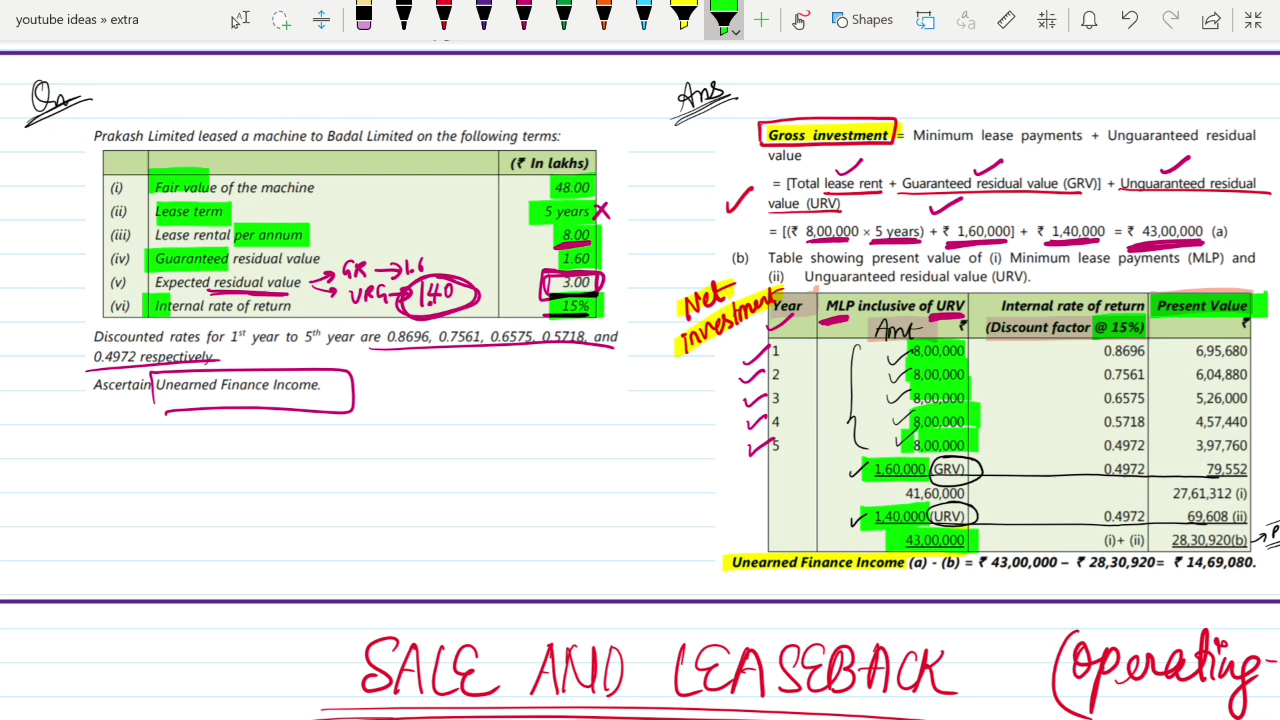 youtube ideas » extra
Shapes
Qn
Prakash Limited leased a machine to Badal Limited on the following terms:
(₹ In lakhs)
(i) Fair value of the machine 48.00
(ii) Lease term 5 years x
(iii) Lease rental per annum 8.00
(iv) Guaranteed residual value 1.60
GR → 1.6
(v) Expected residual value 3.00
URG → 1.40
(vi) Internal rate of return 15%
Discounted rates for 1st year to 5th year are 0.8696, 0.7561, 0.6575, 0.5718, and
0.4972 respectively.
Ascertain Unearned Finance Income.
Ans
Gross investment = Minimum lease payments + Unguaranteed residual
value
= [Total lease rent + Guaranteed residual value (GRV)] + Unguaranteed residual
value (URV)
= [(₹ 8,00,000 × 5 years) + ₹ 1,60,000] + ₹ 1,40,000 = ₹ 43,00,000 (a)
(b) Table showing present value of (i) Minimum lease payments (MLP) and
(ii) Unguaranteed residual value (URV).
Net
investment
Year MLP inclusive of URV Internal rate of return Present Value
Amt ₹ (Discount factor @ 15%) ₹
1 8,00,000 0.8696 6,95,680
2 8,00,000 0.7561 6,04,880
3 8,00,000 0.6575 5,26,000
4 8,00,000 0.5718 4,57,440
5 8,00,000 0.4972 3,97,760
1,60,000 (GRV) 0.4972 79,552
41,60,000 27,61,312 (i)
1,40,000 (URV) 0.4972 69,608 (ii)
43,00,000 (i)+ (ii) 28,30,920(b) → P
Unearned Finance Income (a) - (b) = ₹ 43,00,000 – ₹ 28,30,920= ₹ 14,69,080.
SALE AND LEASEBACK (operating-